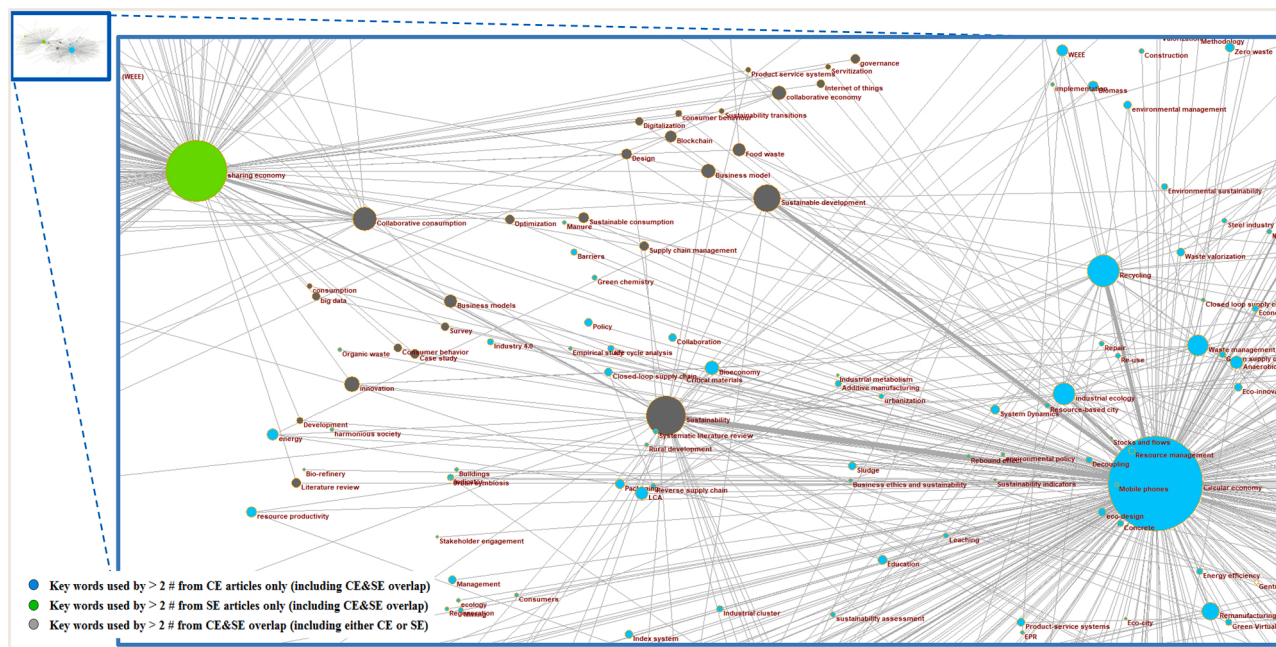 Valorization
Methodology
Zero waste
WEEE
Construction
governance
Servitization
Product service systems
(WEEE)
Internet of things
implementation
Biomass
collaborative economy
environmental management
Sustainability transitions
consumer behaviour
Digitalization
Blockchain
Food waste
Design
Business model
sharing economy
Sustainable development
Environmental sustainability
Collaborative consumption
Optimization
Sustainable consumption
Manure
Steel industry
Supply chain management
Barriers
Waste valorization
Recycling
Green chemistry
consumption
big data
Business models
Closed loop supply
Policy
Survey
Industry 4.0
Collaboration
Repair
Waste management
Organic waste
Consumer behavior
Case study
Empirical study
life cycle analysis
Re-use
Anaerobic
Closed-loop supply chain
Bioeconomy
Critical materials
Industrial metabolism
Additive manufacturing
innovation
industrial ecology
urbanization
Resource-based city
System Dynamics
Development
Sustainability
harmonious society
energy
Systematic literature review
Rural development
Stocks and flows
Resource management
Rebound effect
environmental policy
Decoupling
Bio-refinery
Literature review
Buildings
Sludge
Business ethics and sustainability
Sustainability indicators
Mobile phones
Circular economy
Packaging
Reverse supply chain
LCA
resource productivity
eco-design
Concrete
Stakeholder engagement
Leaching
Education
Management
Energy efficiency
Consumers
ecology
Regeneration
Industrial cluster
sustainability assessment
Remanufacturing
Eco-city
Product-service systems
Green Virtual
Index system
EPR
Key words used by > 2 # from CE articles only (including CE&SE overlap)
Key words used by > 2 # from SE articles only (including CE&SE overlap)
Key words used by > 2 # from CE&SE overlap (including either CE or SE)